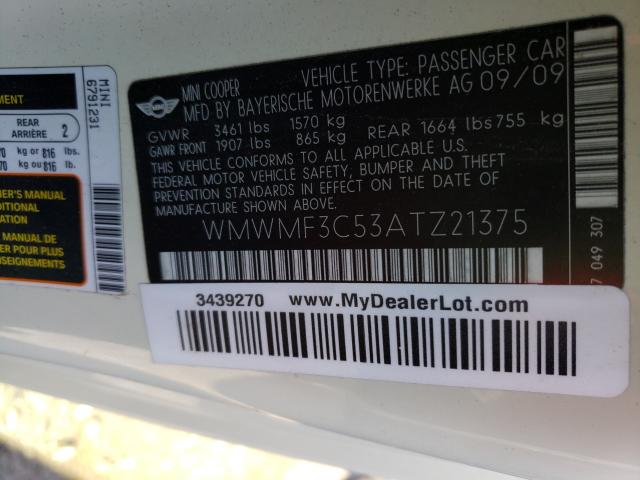 MINI COOPER VEHICLE TYPE: PASSENGER CAR
MFD BY BAYERISCHE MOTORENWERKE AG 09/09
GVWR 3461 lbs 1570 kg
GAWR FRONT 1907 lbs 865 kg REAR 1664 lbs 755 kg
THIS VEHICLE CONFORMS TO ALL APPLICABLE U.S.
FEDERAL MOTOR VEHICLE SAFETY, BUMPER AND THEFT
PREVENTION STANDARDS IN EFFECT ON THE DATE OF
MANUFACTURE SHOWN ABOVE.
WMWMF3C53ATZ21375
7 049 307
3439270 www.MyDealerLot.com
MINI
6791231
REAR
ARRIÈRE 2
kg or 816 lbs.
kg ou 816 lb.
MANUAL